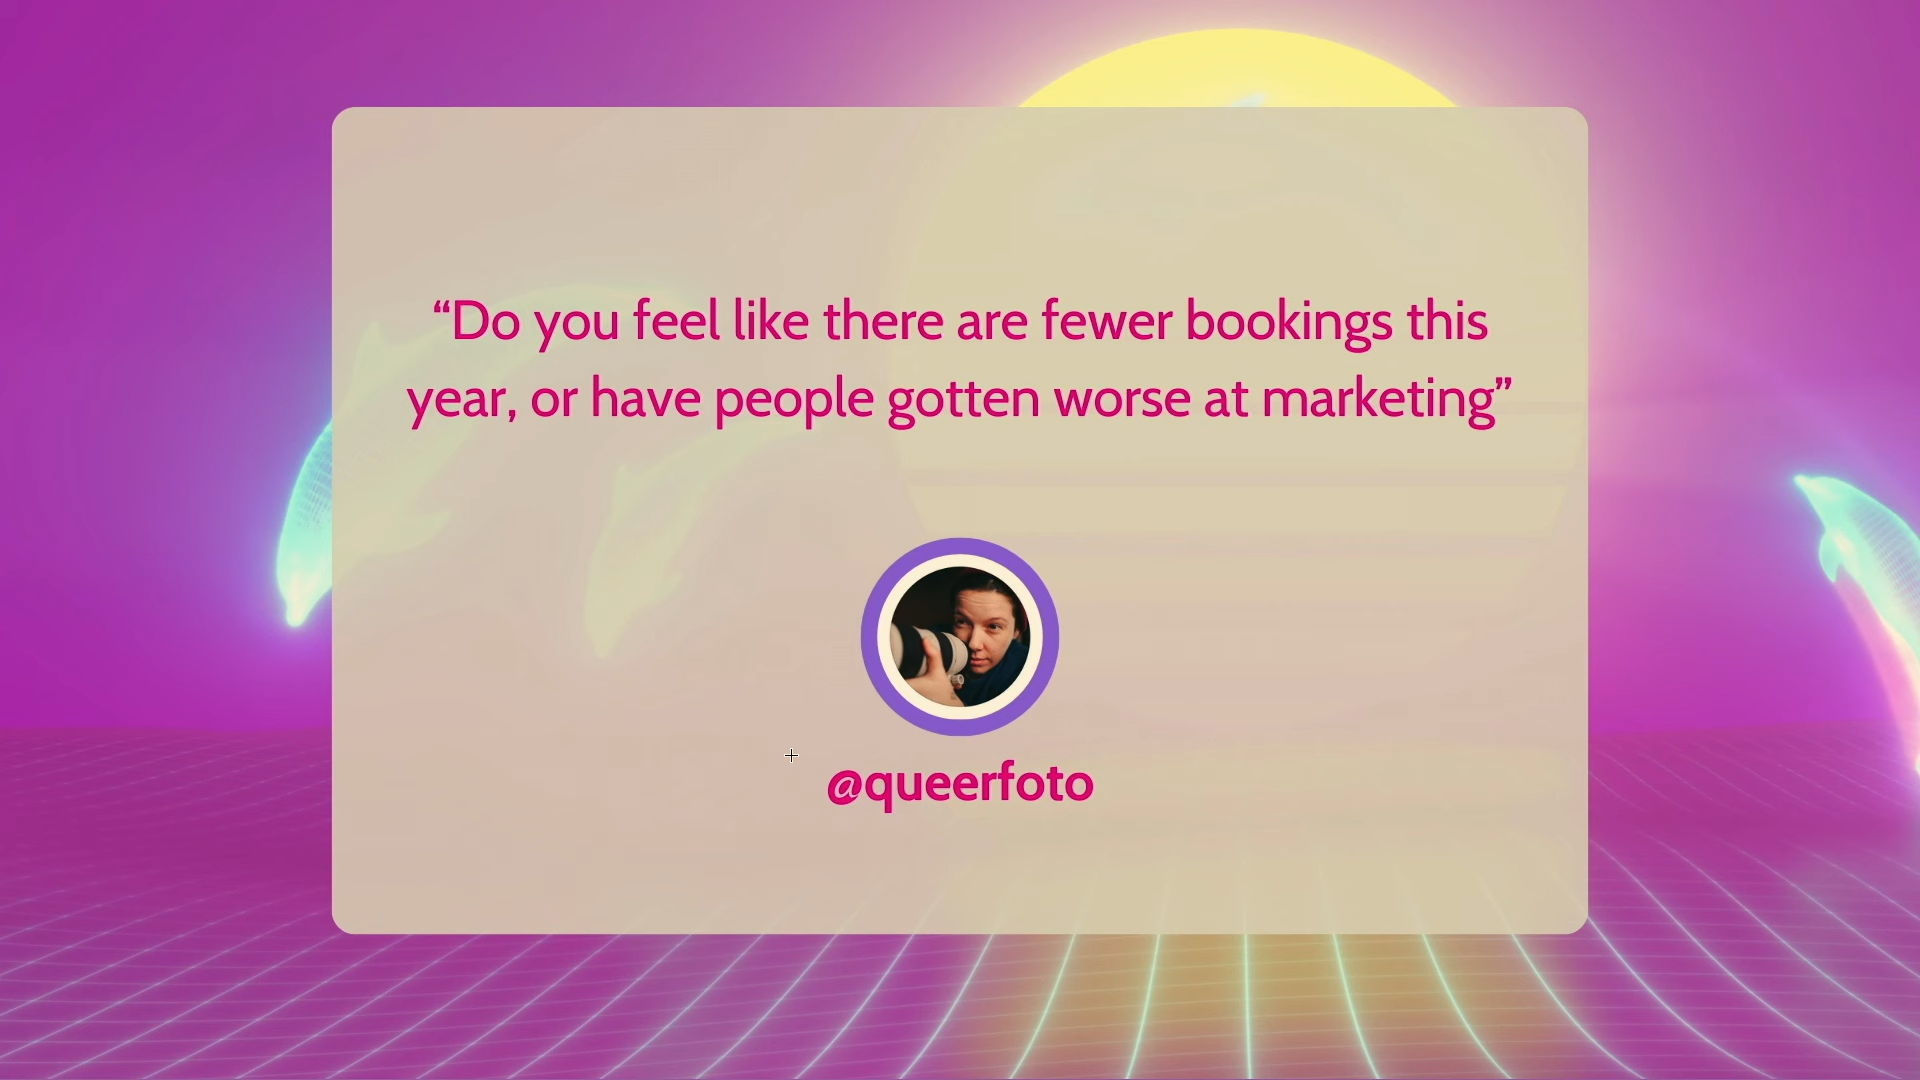 “Do you feel like there are fewer bookings this
year, or have people gotten worse at marketing”
@queerfoto